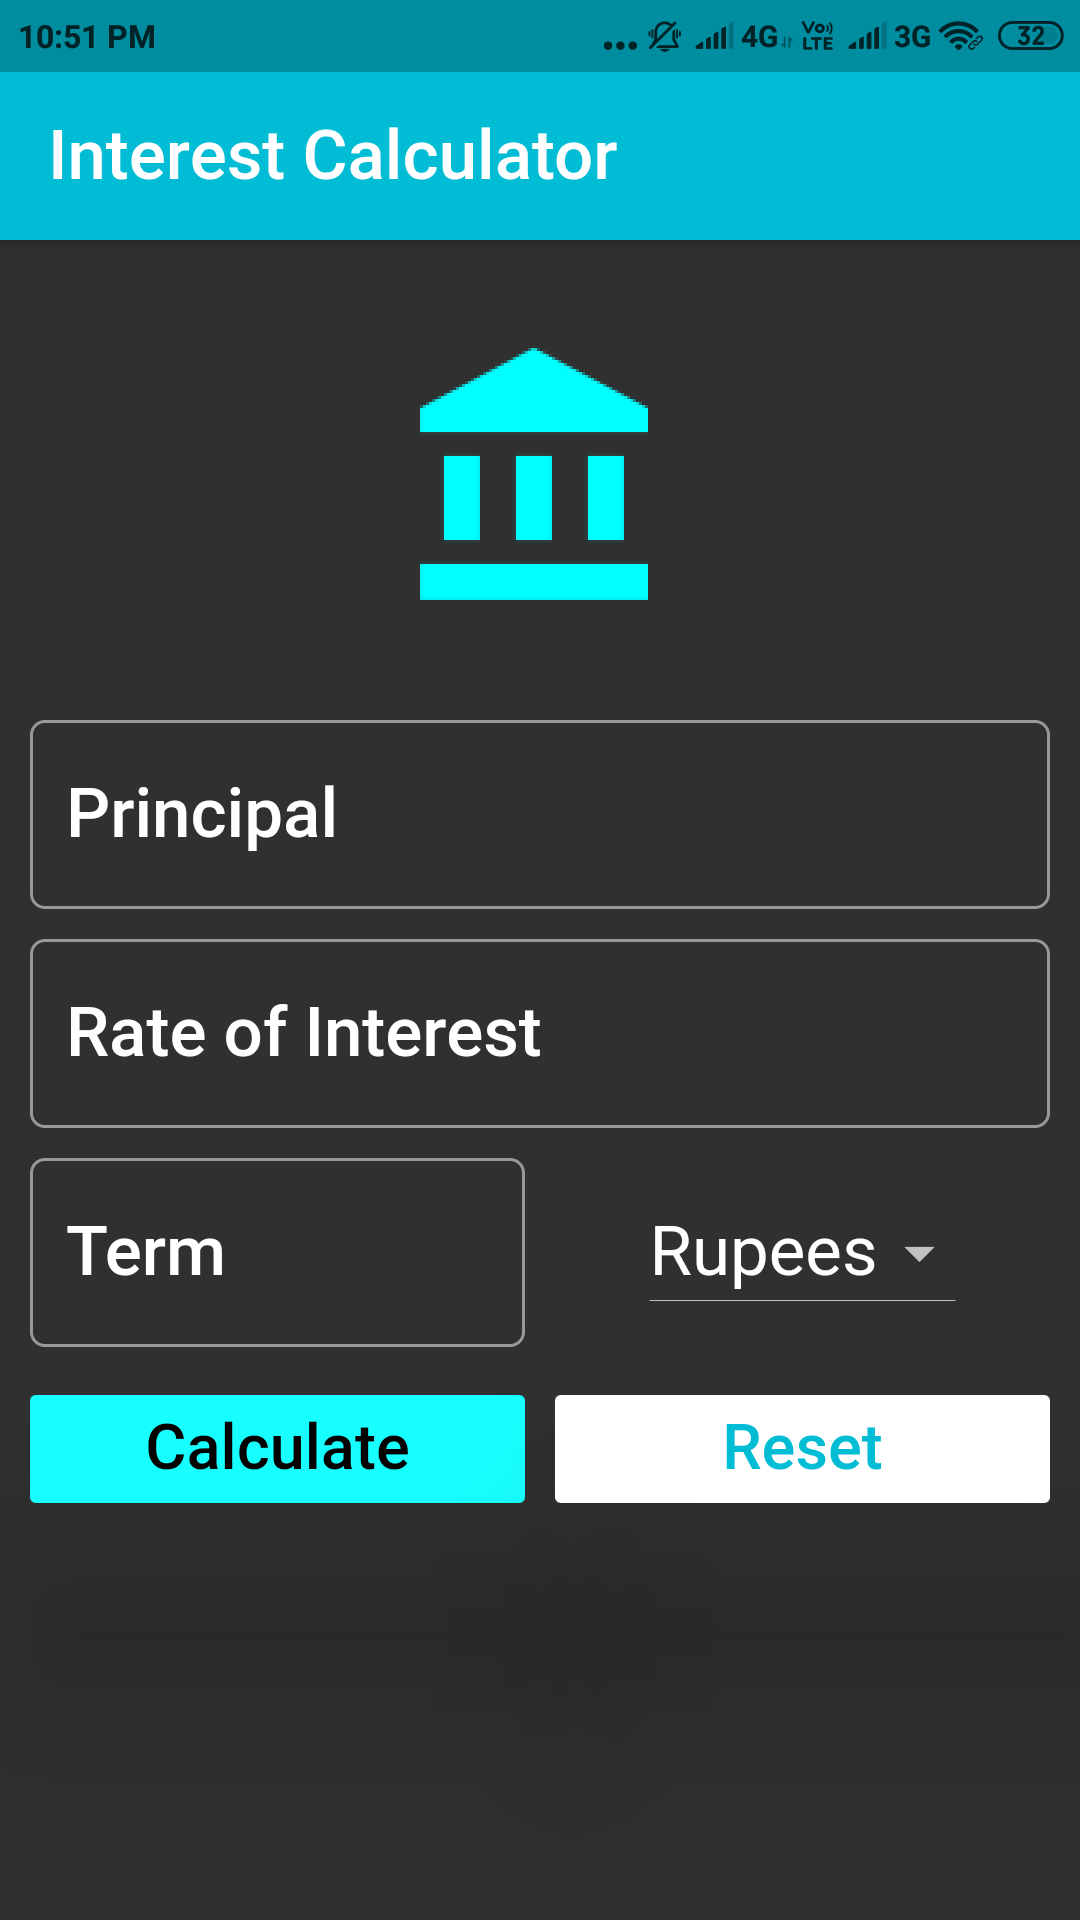 10:51 PM ... 4G Vo) LTE 3G 32
Interest Calculator
Principal
Rate of Interest
Term
Rupees
Calculate Reset